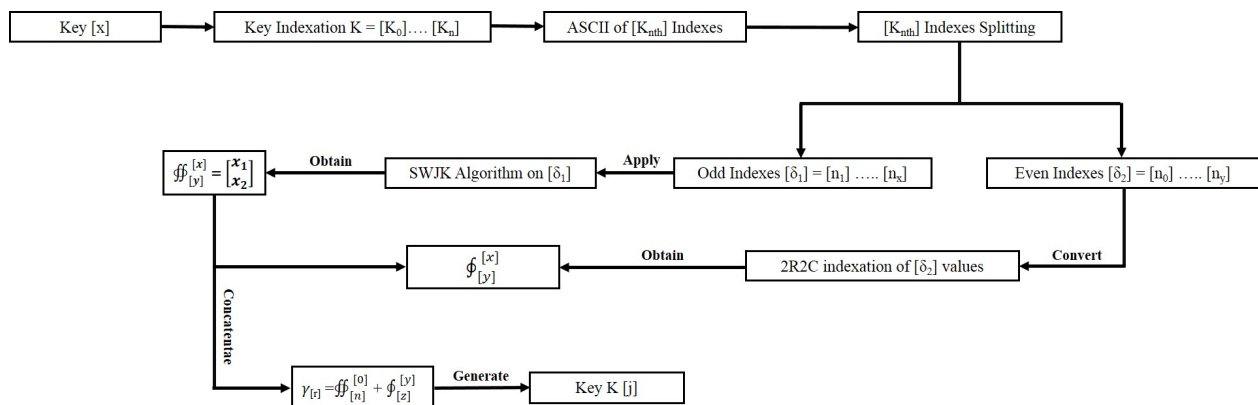 Key [x]
Key Indexation K = [K₀]…. [Kₙ]
ASCII of [Kₙₜₕ] Indexes
[Kₙₜₕ] Indexes Splitting
∯[y][x] = [x₁ x₂]
Obtain
SWJK Algorithm on [δ₁]
Apply
Odd Indexes [δ₁] = [n₁] ….. [nₓ]
Even Indexes [δ₂] = [n₀] ….. [nᵧ]
∮[y][x]
Obtain
2R2C indexation of [δ₂] values
Convert
Concatentae
γ[r] =∯[n][0] + ∮[z][y]
Generate
Key K [j]